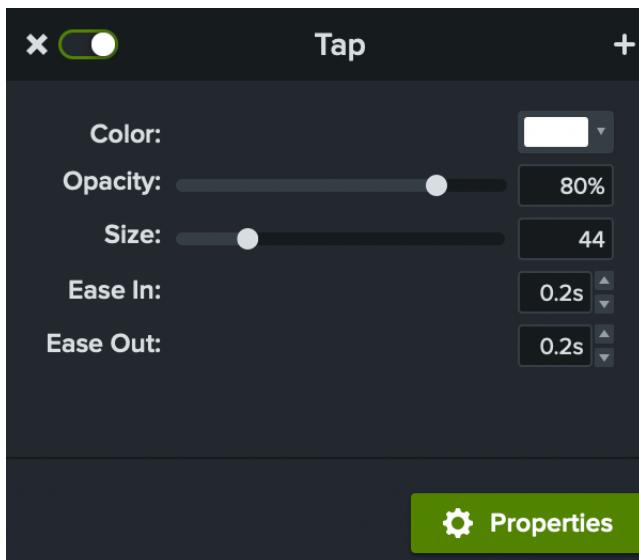 Tap
Color:
Opacity: 80%
Size: 44
Ease In: 0.2s
Ease Out: 0.2s
Properties